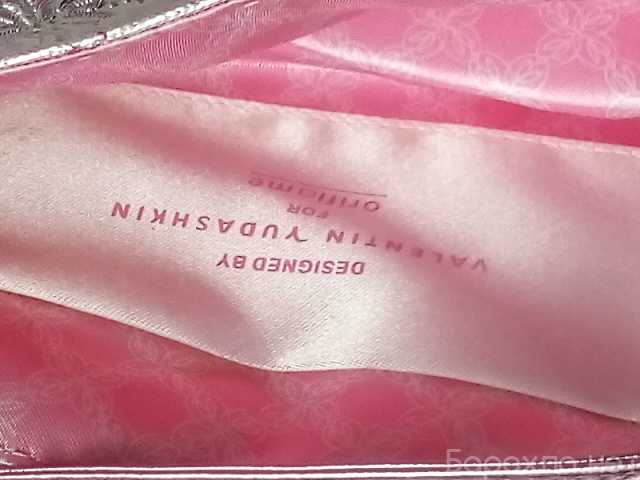 DESIGNED BY
VALENTIN YUDASHKIN
FOR
oriflame